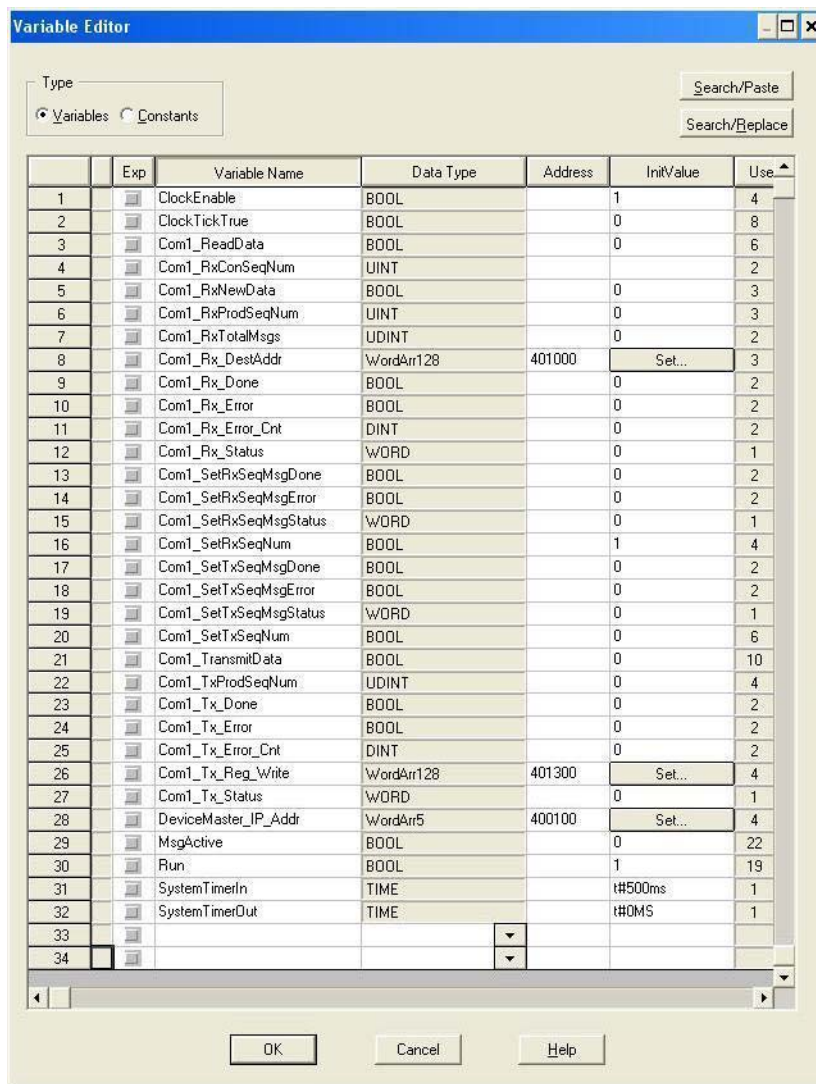 Variable Editor
Type
Variables Constants
Search/Paste
Search/Replace
Exp Variable Name Data Type Address InitValue Use
1 ClockEnable BOOL 1 4
2 ClockTickTrue BOOL 0 8
3 Com1_ReadData BOOL 0 6
4 Com1_RxConSeqNum UINT 2
5 Com1_RxNewData BOOL 0 3
6 Com1_RxProdSeqNum UINT 0 3
7 Com1_RxTotalMsgs UDINT 0 2
8 Com1_Rx_DestAddr WordArr128 401000 Set... 3
9 Com1_Rx_Done BOOL 0 2
10 Com1_Rx_Error BOOL 0 2
11 Com1_Rx_Error_Cnt DINT 0 2
12 Com1_Rx_Status WORD 0 1
13 Com1_SetRxSeqMsgDone BOOL 0 2
14 Com1_SetRxSeqMsgError BOOL 0 2
15 Com1_SetRxSeqMsgStatus WORD 0 1
16 Com1_SetRxSeqNum BOOL 1 4
17 Com1_SetTxSeqMsgDone BOOL 0 2
18 Com1_SetTxSeqMsgError BOOL 0 2
19 Com1_SetTxSeqMsgStatus WORD 0 1
20 Com1_SetTxSeqNum BOOL 0 6
21 Com1_TransmitData BOOL 0 10
22 Com1_TxProdSeqNum UDINT 0 4
23 Com1_Tx_Done BOOL 0 2
24 Com1_Tx_Error BOOL 0 2
25 Com1_Tx_Error_Cnt DINT 0 2
26 Com1_Tx_Reg_Write WordArr128 401300 Set... 4
27 Com1_Tx_Status WORD 0 1
28 DeviceMaster_IP_Addr WordArr5 400100 Set... 4
29 MsgActive BOOL 0 22
30 Run BOOL 1 19
31 SystemTimerIn TIME t#500ms 1
32 SystemTimerOut TIME t#0MS 1
33
34
OK Cancel Help